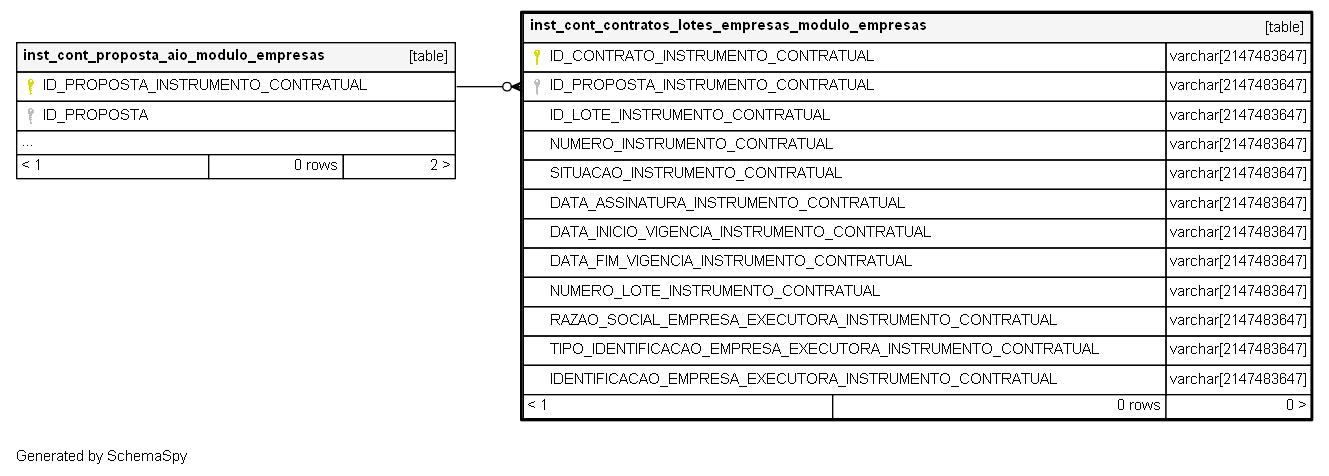 inst_cont_proposta_aio_modulo_empresas [table]
ID_PROPOSTA_INSTRUMENTO_CONTRATUAL
ID_PROPOSTA
...
< 1 0 rows 2 >
inst_cont_contratos_lotes_empresas_modulo_empresas [table]
ID_CONTRATO_INSTRUMENTO_CONTRATUAL varchar[2147483647]
ID_PROPOSTA_INSTRUMENTO_CONTRATUAL varchar[2147483647]
ID_LOTE_INSTRUMENTO_CONTRATUAL varchar[2147483647]
NUMERO_INSTRUMENTO_CONTRATUAL varchar[2147483647]
SITUACAO_INSTRUMENTO_CONTRATUAL varchar[2147483647]
DATA_ASSINATURA_INSTRUMENTO_CONTRATUAL varchar[2147483647]
DATA_INICIO_VIGENCIA_INSTRUMENTO_CONTRATUAL varchar[2147483647]
DATA_FIM_VIGENCIA_INSTRUMENTO_CONTRATUAL varchar[2147483647]
NUMERO_LOTE_INSTRUMENTO_CONTRATUAL varchar[2147483647]
RAZAO_SOCIAL_EMPRESA_EXECUTORA_INSTRUMENTO_CONTRATUAL varchar[2147483647]
TIPO_IDENTIFICACAO_EMPRESA_EXECUTORA_INSTRUMENTO_CONTRATUAL varchar[2147483647]
IDENTIFICACAO_EMPRESA_EXECUTORA_INSTRUMENTO_CONTRATUAL varchar[2147483647]
< 1 0 rows 0 >
Generated by SchemaSpy